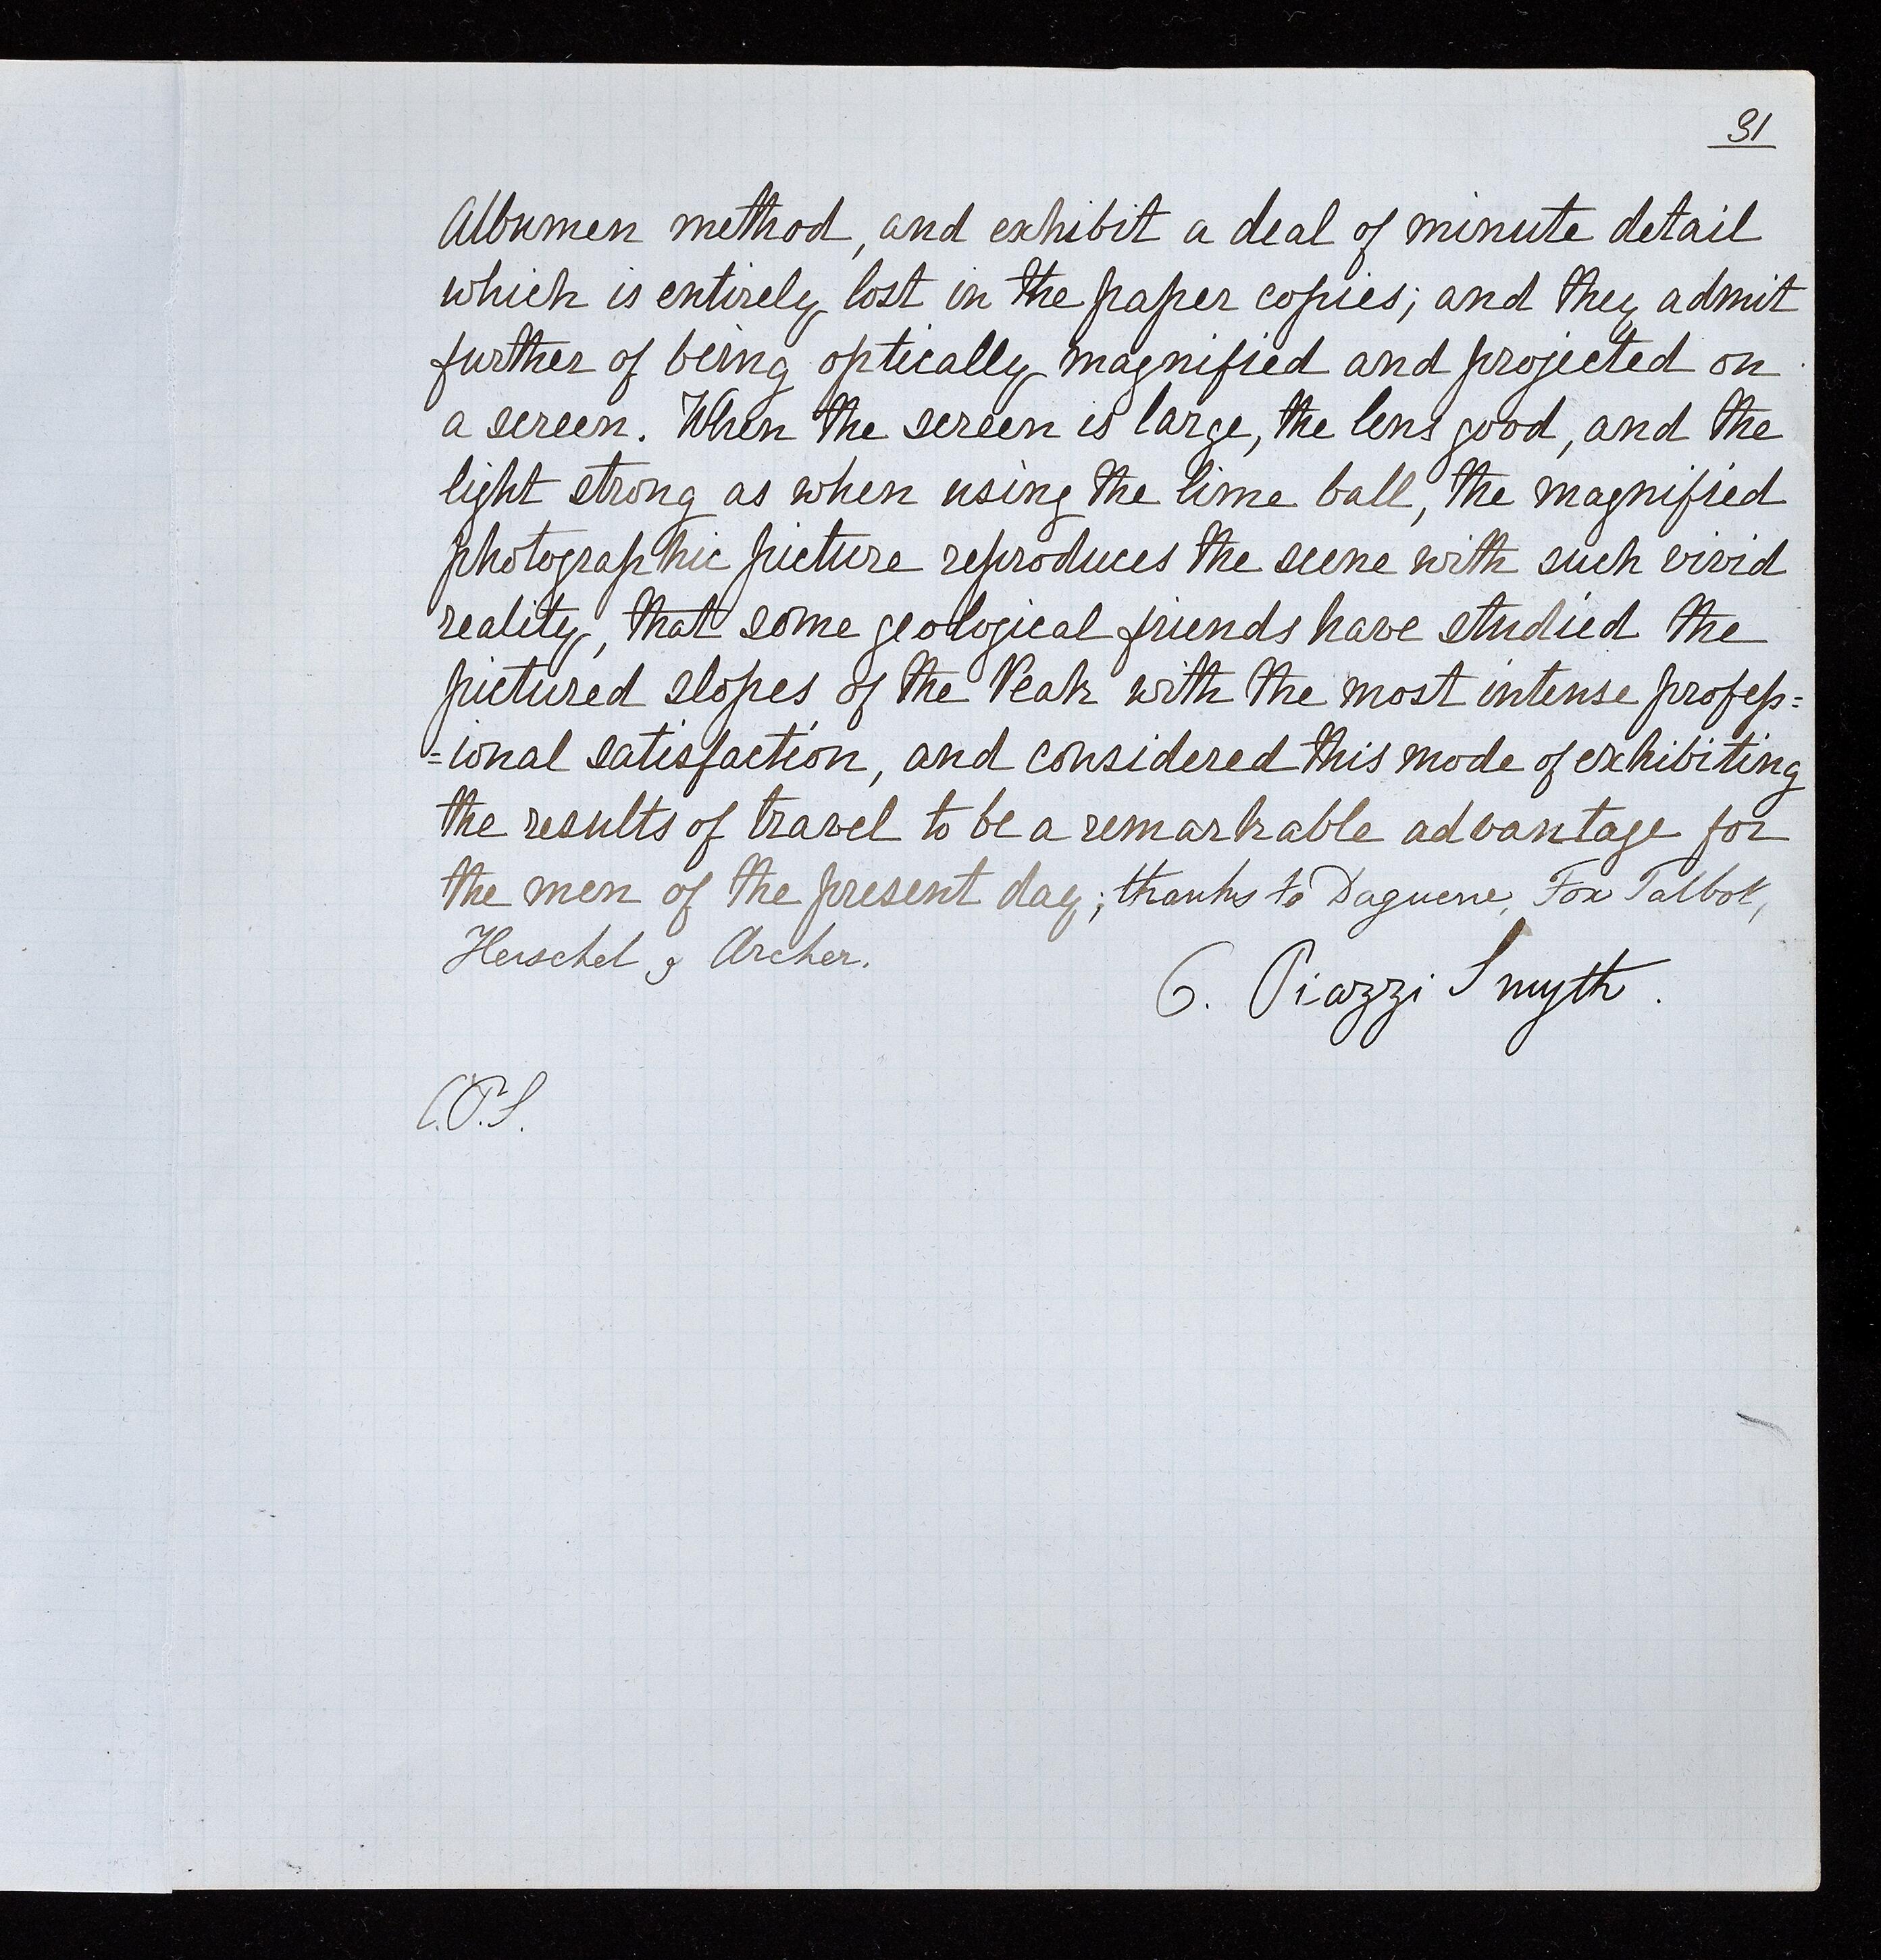 31
Albumen method, and exhibit a deal of minute detail
which is entirely lost in the paper copies; and they admit
further of being optically magnified and projected on
a screen. When the screen is large, the lens good, and the
light strong as when using the lime ball, the magnified
photographic picture reproduces the scene with such vivid
reality, that some geological friends have studied the
pictured slopes of the Peak with the most intense profess=
=ional satisfaction, and considered this mode of exhibiting
the results of travel to be a remarkable advantage for
the men of the present day; thanks to Daguerre, Fox Talbot,
Herschel & Archer.
C. Piazzi Smyth.
C.P.S.